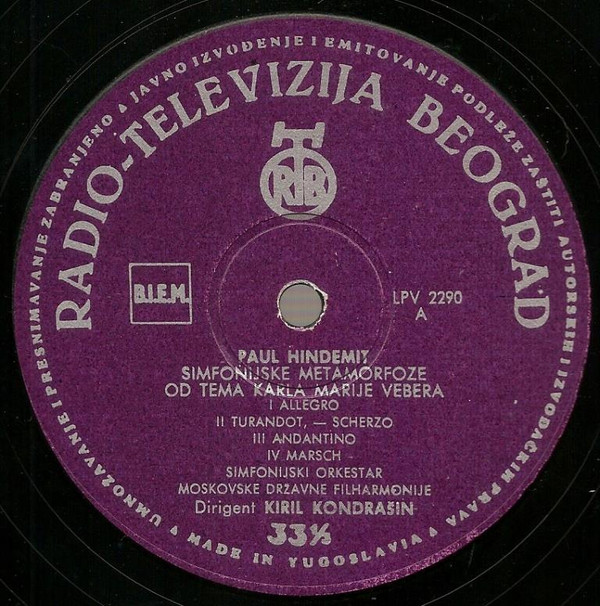 UMNOŽAVANJE I PRESNIMAVANJE ZABRANJENO ▲ JAVNO IZVOĐENJE I EMITOVANJE PODLEŽE ZAŠTITI AUTORSKIH I IZVOĐAČKIH PRAVA ▲
RADIO-TELEVIZIJA BEOGRAD
RTB
B.I.E.M.
LPV 2290
A
PAUL HINDEMIT
SIMFONIJSKE METAMORFOZE
OD TEMA KARLA MARIJE VEBERA
I ALLEGRO
II TURANDOT, — SCHERZO
III ANDANTINO
IV MARSCH
SIMFONIJSKI ORKESTAR
MOSKOVSKE DRŽAVNE FILHARMONIJE
Dirigent KIRIL KONDRAŠIN
33⅓
▲ MADE IN YUGOSLAVIA ▲